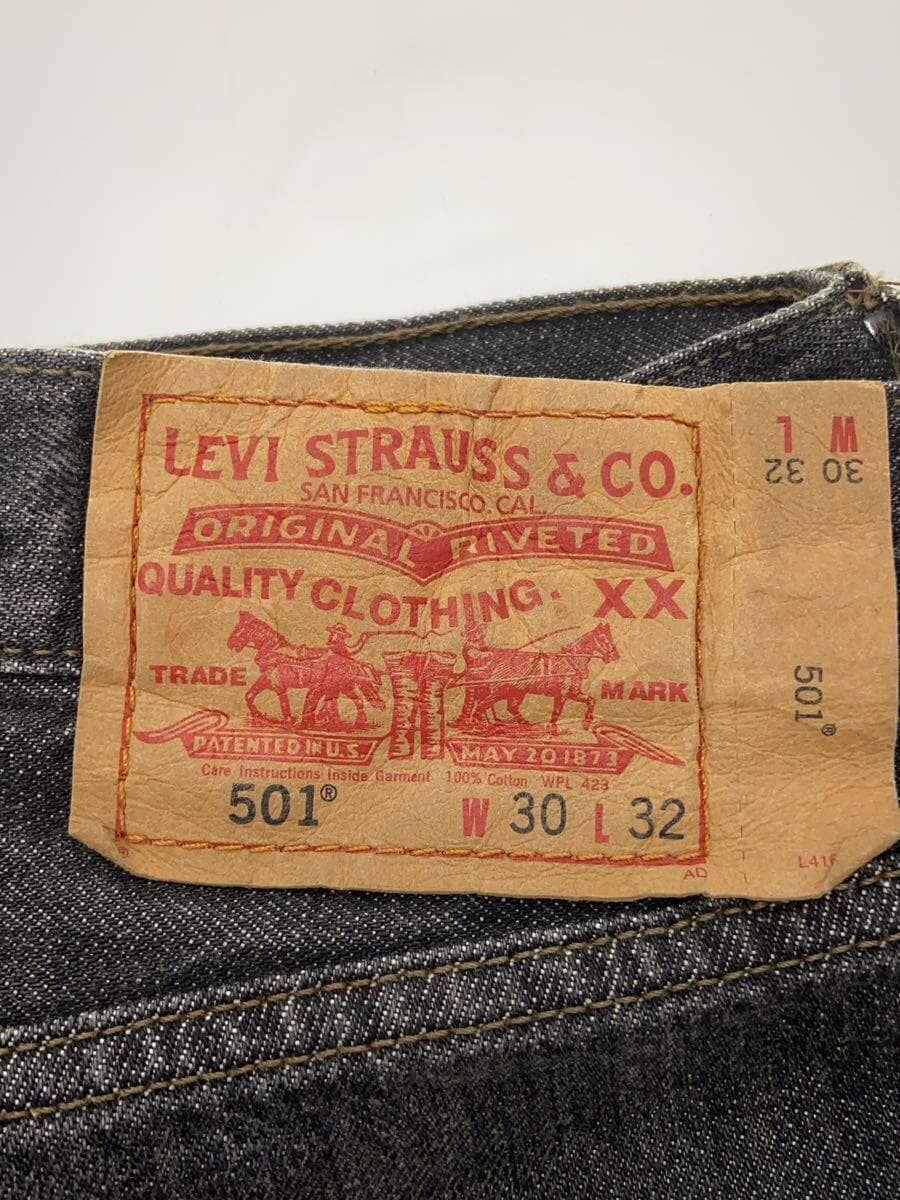 LEVI STRAUSS & CO.
SAN FRANCISCO, CAL.
ORIGINAL RIVETED
QUALITY CLOTHING. XX
TRADE MARK
PATENTED IN U.S. MAY 20 1873
Care Instructions Inside Garment 100% Cotton WPL 423
501® W 30 L 32
®
AD
W L
30 32
501®